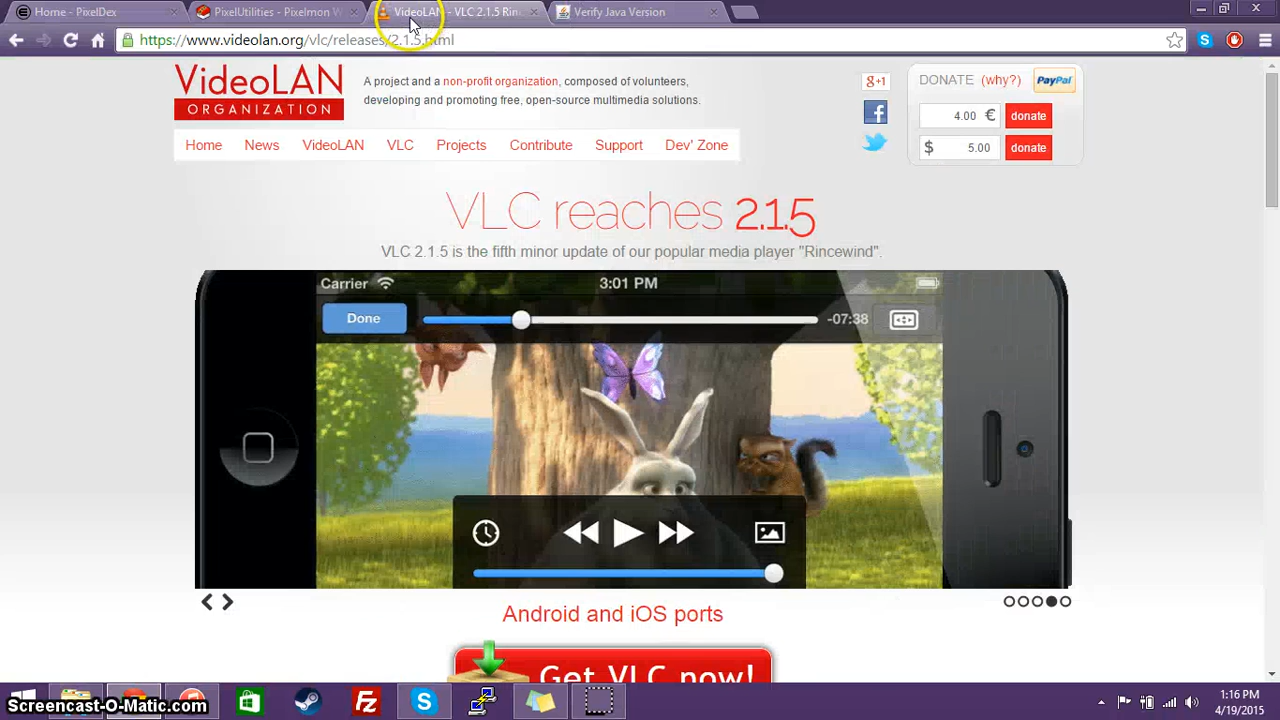 Home - PixelDex
PixelUtilities - Pixelmon W
VideoLAN - VLC 2.1.5 Rin
Verify Java Version
https://www.videolan.org/vlc/releases/2.1.5.html
VideoLAN
ORGANIZATION
A project and a non-profit organization, composed of volunteers,
developing and promoting free, open-source multimedia solutions.
g+1
DONATE (why?) PayPal
4.00 € donate
$ 5.00 donate
Home News VideoLAN VLC Projects Contribute Support Dev' Zone
VLC reaches 2.1.5
VLC 2.1.5 is the fifth minor update of our popular media player "Rincewind".
Carrier 3:01 PM
Done -07:38
Android and iOS ports
Get VLC now!
Screencast-O-Matic.com
1:16 PM
4/19/2015